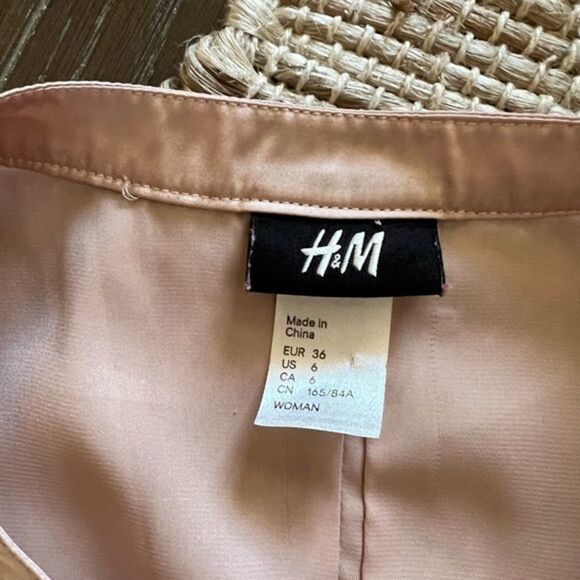 H&M
Made in
China
EUR 36
US 6
CA 6
CN 165/84A
WOMAN